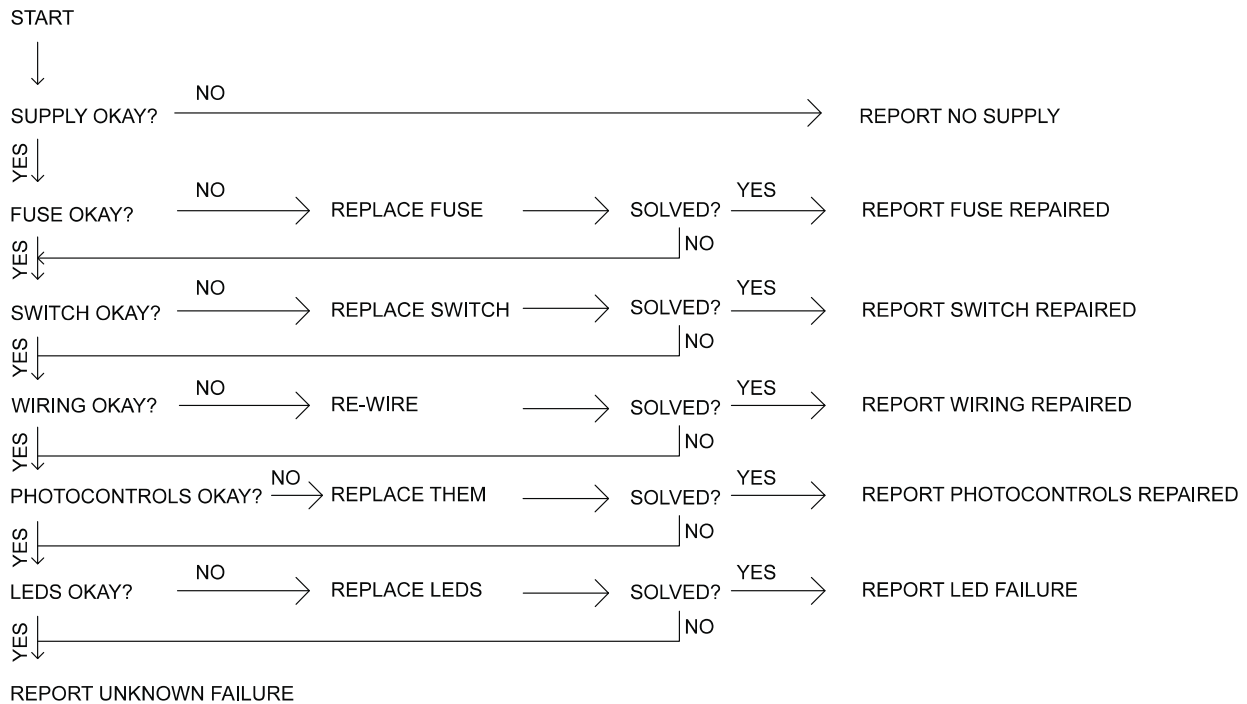 START
NO
SUPPLY OKAY?
REPORT NO SUPPLY
YES
NO
YES
FUSE OKAY?
REPLACE FUSE
SOLVED?
REPORT FUSE REPAIRED
NO
YES
NO
YES
SWITCH OKAY?
REPLACE SWITCH
SOLVED?
REPORT SWITCH REPAIRED
NO
YES
NO
YES
WIRING OKAY?
RE-WIRE
SOLVED?
REPORT WIRING REPAIRED
NO
YES
NO
YES
PHOTOCONTROLS OKAY?
REPLACE THEM
SOLVED?
REPORT PHOTOCONTROLS REPAIRED
NO
YES
NO
YES
LEDS OKAY?
REPLACE LEDS
SOLVED?
REPORT LED FAILURE
NO
YES
REPORT UNKNOWN FAILURE